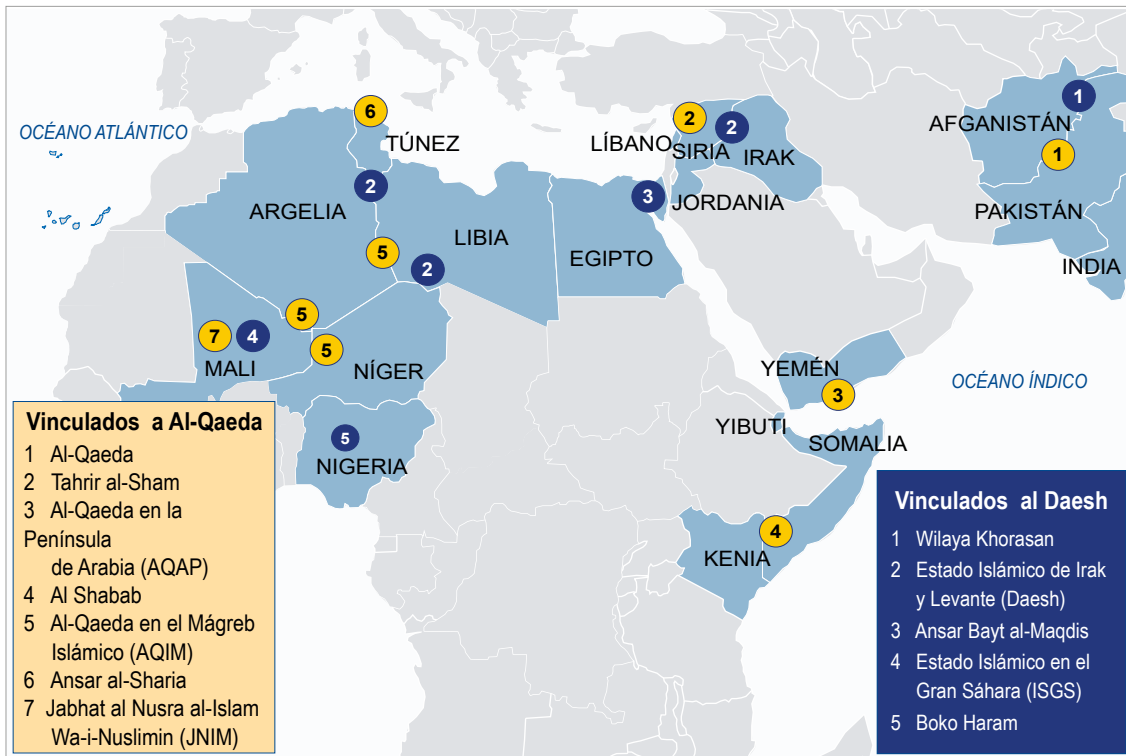 OCÉANO ATLÁNTICO
6
TÚNEZ
2
ARGELIA
5
LIBIA
2
3
EGIPTO
2
LÍBANO
SIRIA
2
IRAK
JORDANIA
1
AFGANISTÁN
1
PAKISTÁN
INDIA
5
7
4
5
MALI
NÍGER
5
NIGERIA
YEMÉN
3
OCÉANO ÍNDICO
YIBUTI
SOMALIA
4
KENIA
Vinculados a Al-Qaeda
1 Al-Qaeda
2 Tahrir al-Sham
3 Al-Qaeda en la
Península
de Arabia (AQAP)
4 Al Shabab
5 Al-Qaeda en el Mágreb
Islámico (AQIM)
6 Ansar al-Sharia
7 Jabhat al Nusra al-Islam
Wa-i-Nuslimin (JNIM)
Vinculados al Daesh
1 Wilaya Khorasan
2 Estado Islámico de Irak
y Levante (Daesh)
3 Ansar Bayt al-Maqdis
4 Estado Islámico en el
Gran Sáhara (ISGS)
5 Boko Haram